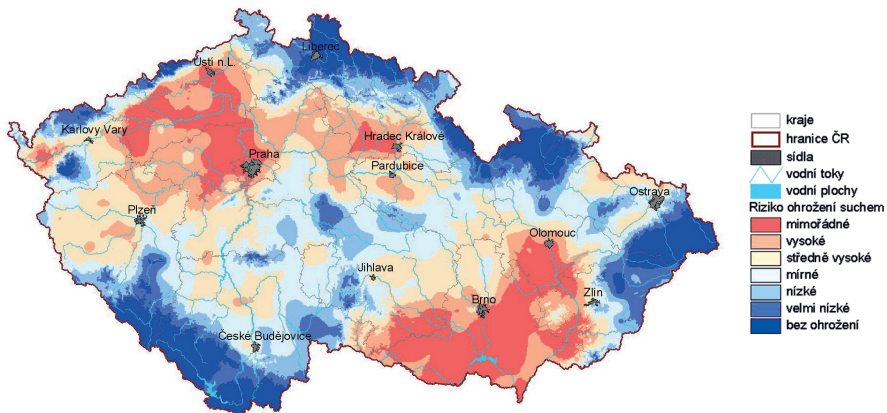 Liberec
Ústí n.L.
Karlovy Vary
Hradec Králové
Praha
Pardubice
Ostrava
Plzeň
Olomouc
Jihlava
Zlín
Brno
České Budějovice
kraje
hranice ČR
sídla
vodní toky
vodní plochy
Riziko ohrožení suchem
mimořádné
vysoké
středně vysoké
mírné
nízké
velmi nízké
bez ohrožení